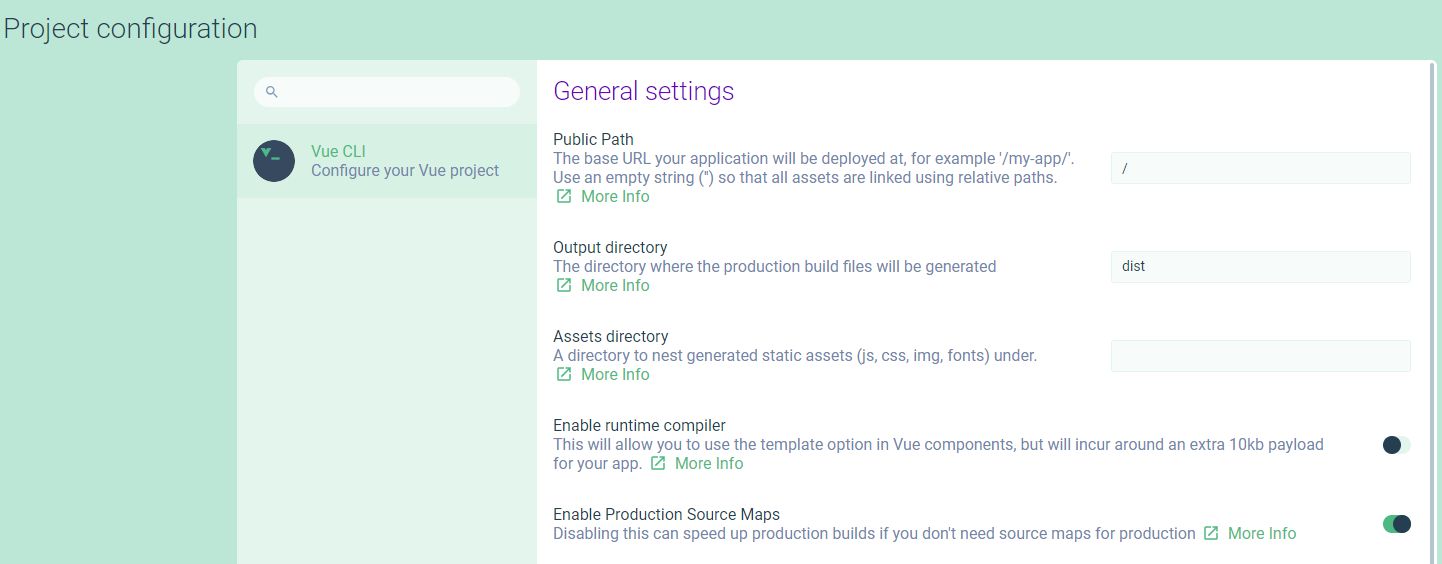 Project configuration
Vue CLI
Configure your Vue project
General settings
Public Path
The base URL your application will be deployed at, for example '/my-app/'.
Use an empty string ('') so that all assets are linked using relative paths.
More Info
/
Output directory
The directory where the production build files will be generated
More Info
dist
Assets directory
A directory to nest generated static assets (js, css, img, fonts) under.
More Info
Enable runtime compiler
This will allow you to use the template option in Vue components, but will incur around an extra 10kb payload
for your app. More Info
Enable Production Source Maps
Disabling this can speed up production builds if you don't need source maps for production More Info